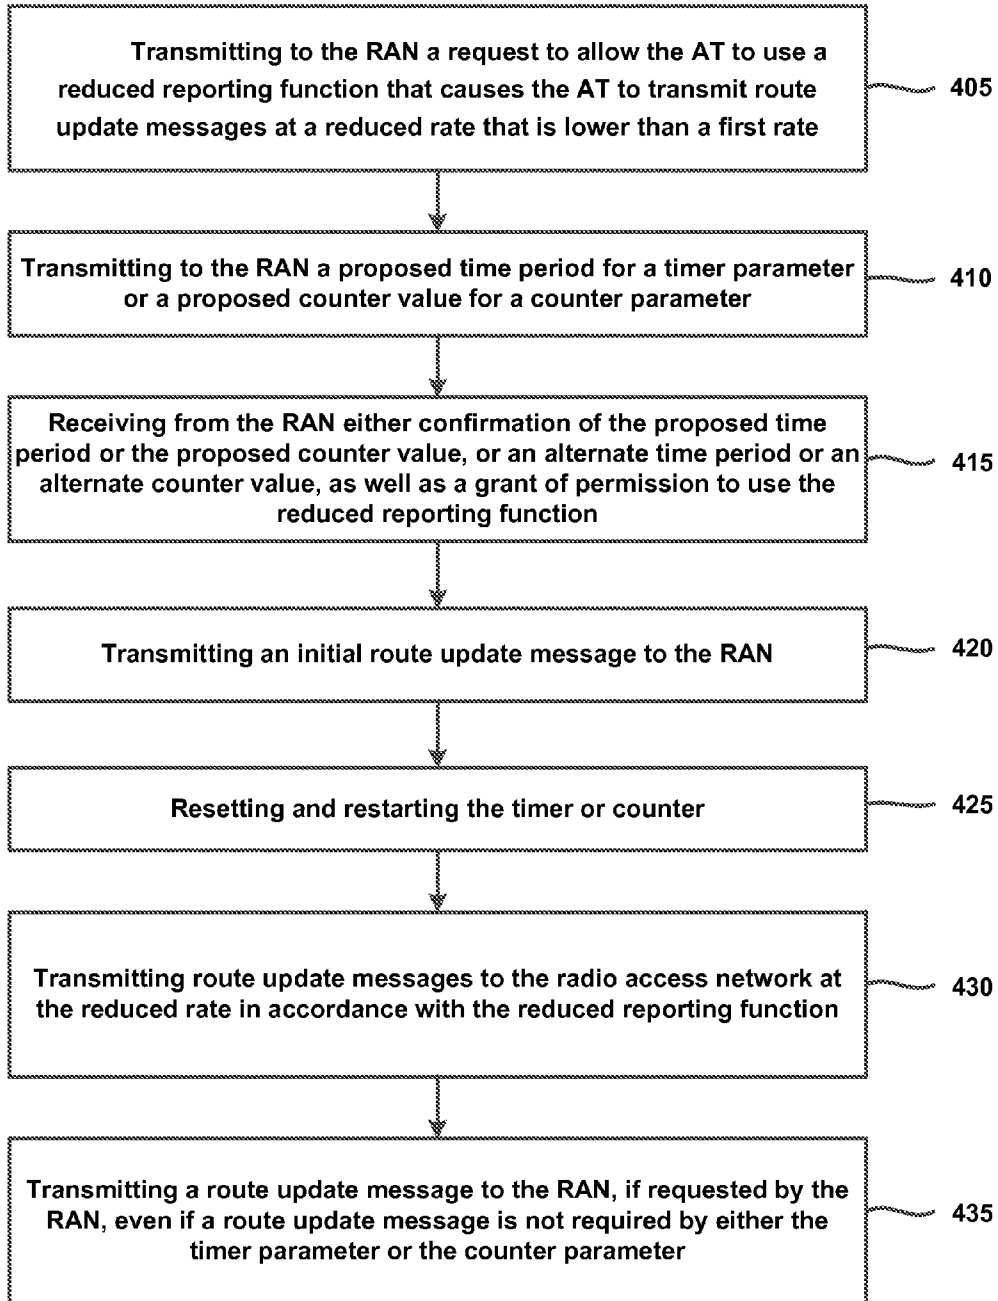 Transmitting to the RAN a request to allow the AT to use a
reduced reporting function that causes the AT to transmit route
update messages at a reduced rate that is lower than a first rate
405
Transmitting to the RAN a proposed time period for a timer parameter
or a proposed counter value for a counter parameter
410
Receiving from the RAN either confirmation of the proposed time
period or the proposed counter value, or an alternate time period or an
alternate counter value, as well as a grant of permission to use the
reduced reporting function
415
Transmitting an initial route update message to the RAN
420
Resetting and restarting the timer or counter
425
Transmitting route update messages to the radio access network at
the reduced rate in accordance with the reduced reporting function
430
Transmitting a route update message to the RAN, if requested by the
RAN, even if a route update message is not required by either the
timer parameter or the counter parameter
435